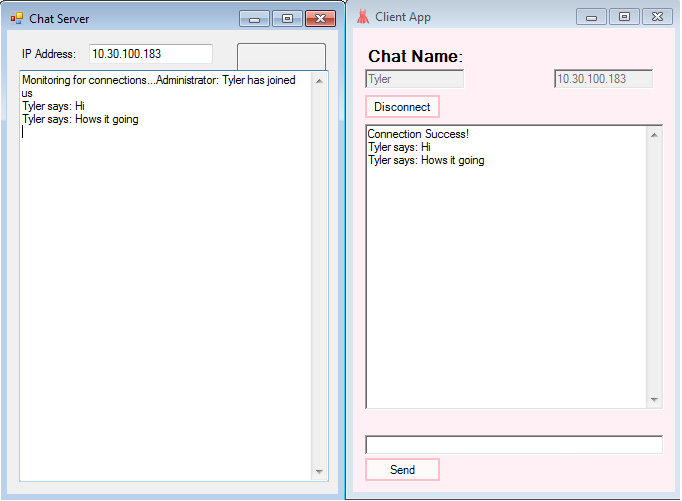 Chat Server
IP Address: 10.30.100.183
Monitoring for connections...Administrator: Tyler has joined
us
Tyler says: Hi
Tyler says: Hows it going
Client App
Chat Name:
Tyler
10.30.100.183
Disconnect
Connection Success!
Tyler says: Hi
Tyler says: Hows it going
Send